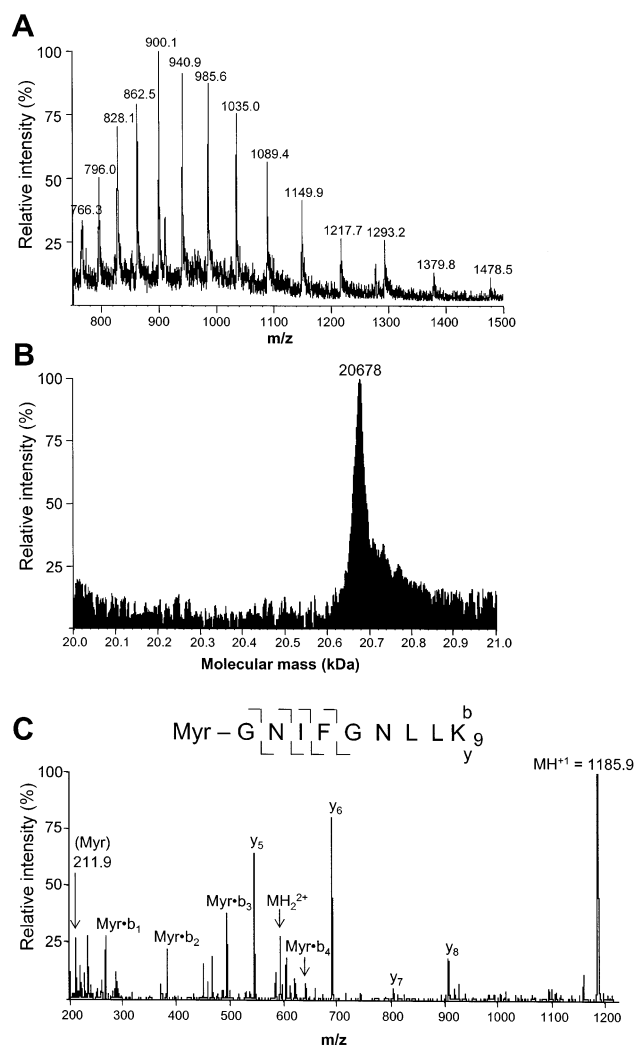 A
900.1
940.9
985.6
862.5
1035.0
828.1
1089.4
796.0
1149.9
766.3
1217.7 1293.2
1379.8
1478.5
Relative intensity (%)
100
75
50
25
800 900 1000 1100 1200 1300 1400 1500
m/z
B
20678
Relative intensity (%)
100
75
50
25
20.0 20.1 20.2 20.3 20.4 20.5 20.6 20.7 20.8 20.9 21.0
Molecular mass (kDa)
C
Myr – G N I F G N L L K b 9 y
MH+1 = 1185.9
Relative intensity (%)
100
75
50
25
0
(Myr)
211.9
Myr•b1
Myr•b2
Myr•b3
y5
MH2 2+
Myr•b4
y6
y7
y8
200 300 400 500 600 700 800 900 1000 1100 1200
m/z